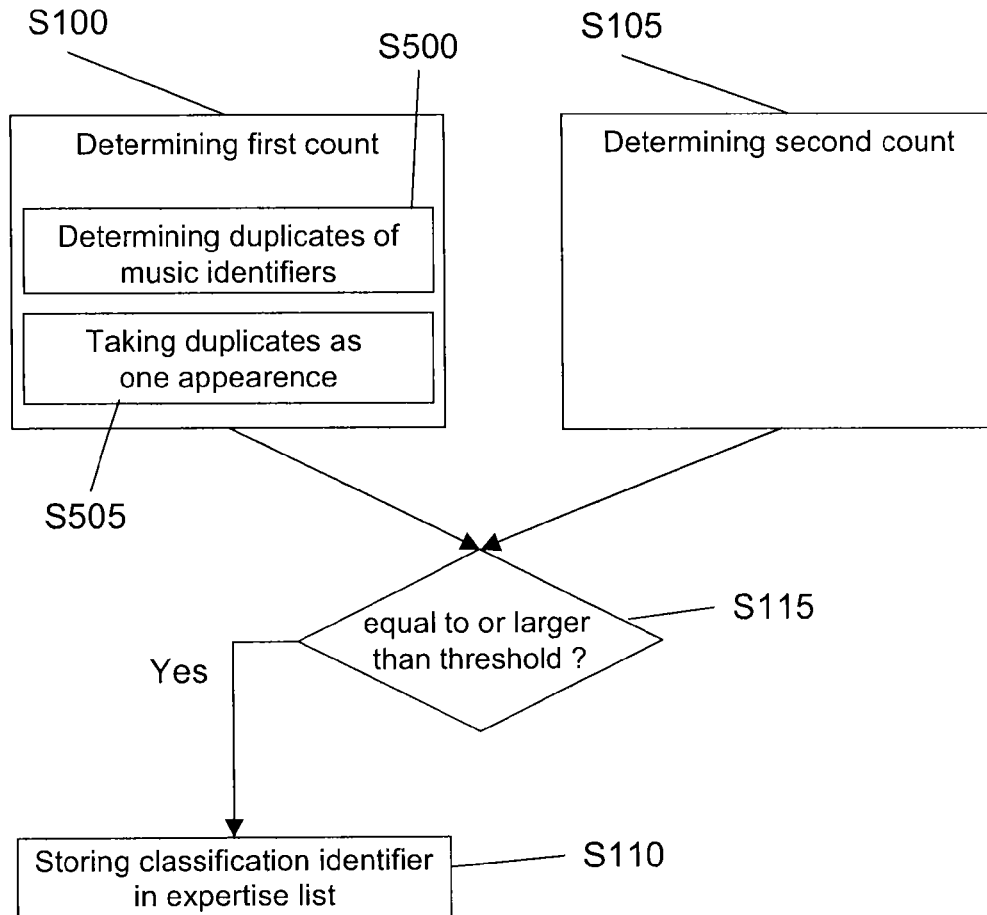 S100
S500
S105
Determining first count
Determining second count
Determining duplicates of
music identifiers
Taking duplicates as
one appearence
S505
equal to or larger
than threshold ?
S115
Yes
Storing classification identifier
in expertise list
S110